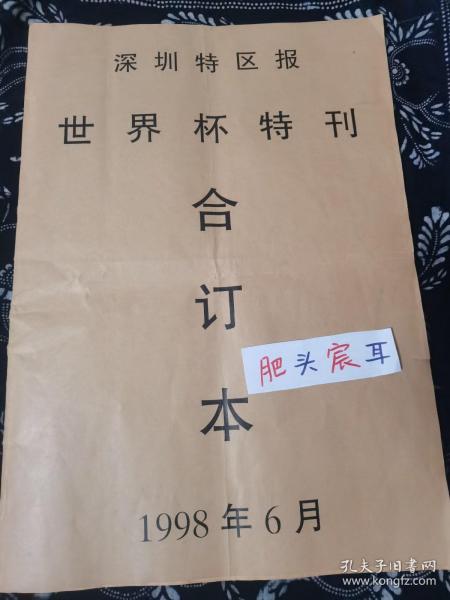 深圳特区报
世界杯特刊
合
订
本
肥头宸耳
1998年6月
孔夫子旧书网
www.kongfz.com